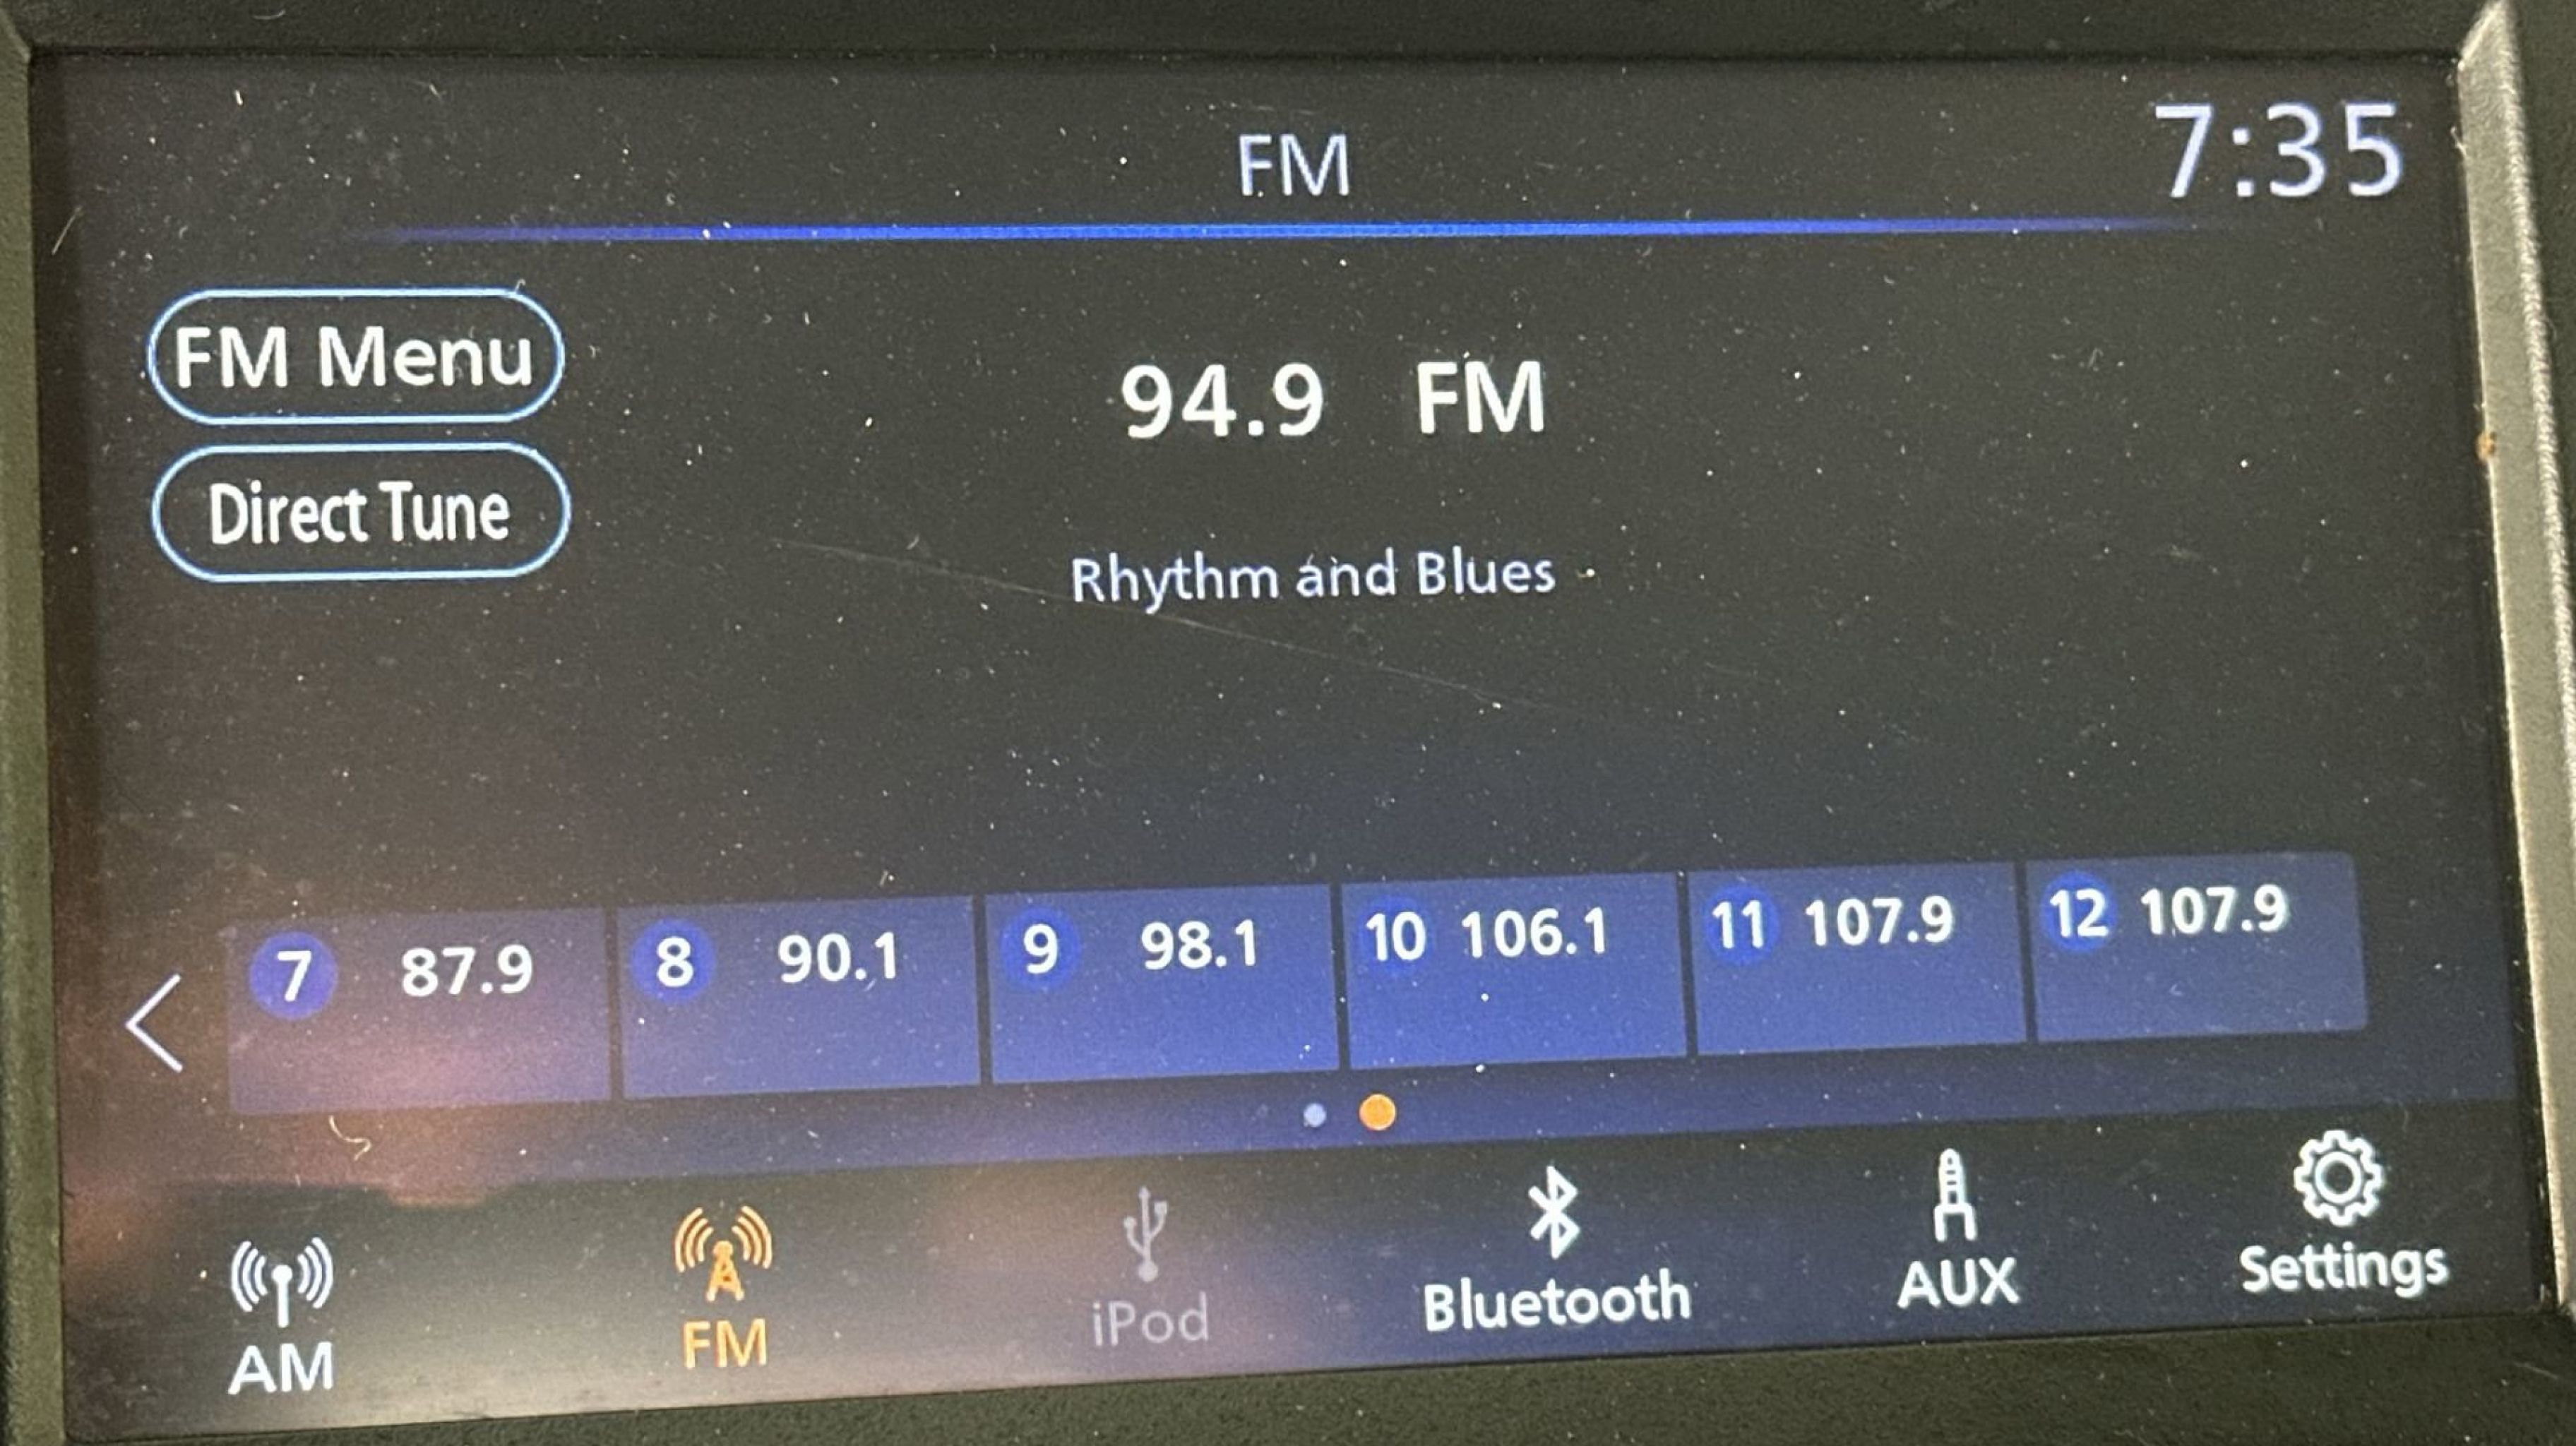 FM
7:35
FM Menu
94.9 FM
Direct Tune
Rhythm and Blues
7 87.9
8 90.1
9 98.1
10 106.1
11 107.9
12 107.9
AM
FM
iPod
Bluetooth
AUX
Settings